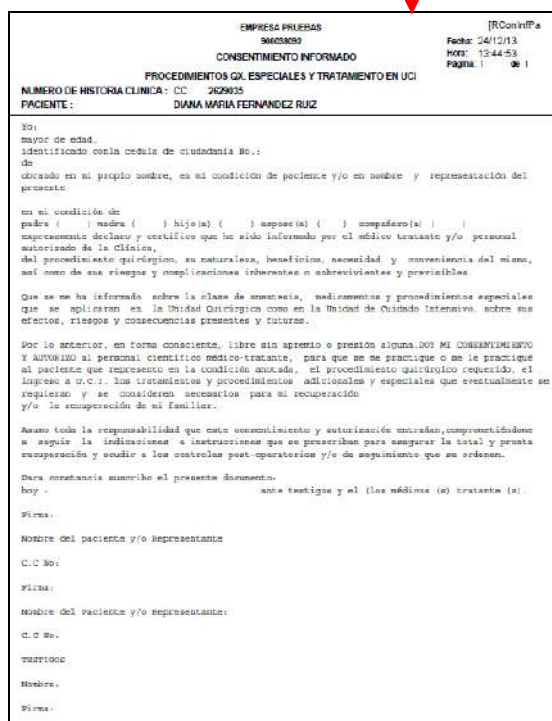 EMPRESA PRUEBAS
900038092
CONSENTIMIENTO INFORMADO
PROCEDIMIENTOS QX. ESPECIALES Y TRATAMIENTO EN UCI
[RConInfPa
Fecha: 24/12/13
Hora: 13:44:53
Pagina: 1 de 1
NUMERO DE HISTORIA CLINICA : CC 2629035
PACIENTE : DIANA MARIA FERNANDEZ RUIZ
Yo:
mayor de edad,
identificado conla cedula de ciudadania No.:
de
obrando en mi propio nombre, en mi condición de paciente y/o en nombre y representación del
presente
en mi condición de
padre ( ) madre ( ) hijo(a) ( ) esposo(a) ( ) compañero(a) ( )
expresamente declaro y certifico que he sido informado por el médico tratante y/o personal
autorizado de la Clínica,
del procedimiento quirúrgico, su naturaleza, beneficios, necesidad y conveniencia del mismo,
así como de sus riesgos y complicaciones inherentes o sobrevivientes y previsibles.
Que se me ha informado sobre la clase de anestesia, medicamentos y procedimientos especiales
que se aplicaran en la Unidad Quirúrgica como en la Unidad de Cuidado Intensivo, sobre sus
efectos, riesgos y consecuencias presentes y futuras.
Por lo anterior, en forma consciente, libre sin apremio o presión alguna.DOY MI CONSENTIMIENTO
Y AUTORIZO al personal científico médico-tratante, para que se me practique o se le practique
al paciente que represento en la condición anotada, el procedimiento quirúrgico requerido, el
ingreso a U.C.I. los tratamientos y procedimientos adicionales y especiales que eventualmente se
requieran y se consideren necesarios para mi recuperación
y/o la recuperación de mi familiar.
Asumo toda la responsabilidad que este consentimiento y autorización entrañan,comprometiéndome
a seguir la indicaciones e instrucciones que se prescriban para asegurar la total y pronta
recuperación y acudir a los controles post-operatorios y/o de seguimiento que se ordenen.
Para constancia suscribo el presente documento.
hoy - ante testigos y el (los médicos (s) tratante (s).
Firma.
Nombre del paciente y/o Representante
C.C No:
Firma:
Nombre del Paciente y/o Representante:
C.C No.
TESTIGOS
Nombre.
Firma.